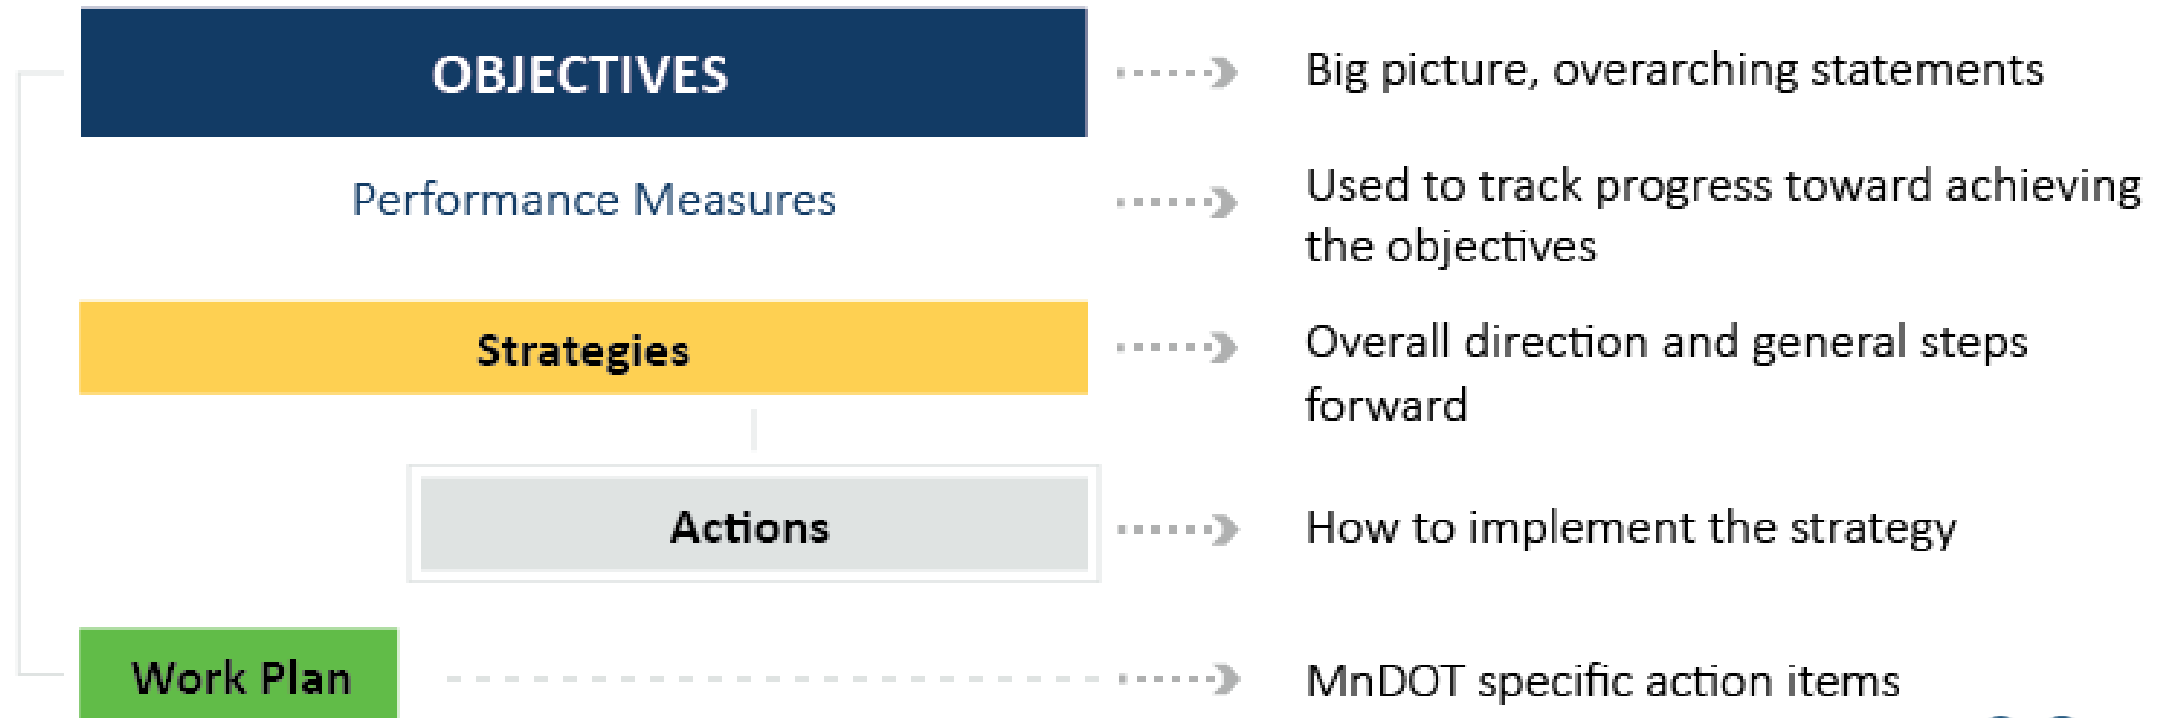 OBJECTIVES
Big picture, overarching statements
Performance Measures
Used to track progress toward achieving
the objectives
Strategies
Overall direction and general steps
forward
Actions
How to implement the strategy
Work Plan
MnDOT specific action items